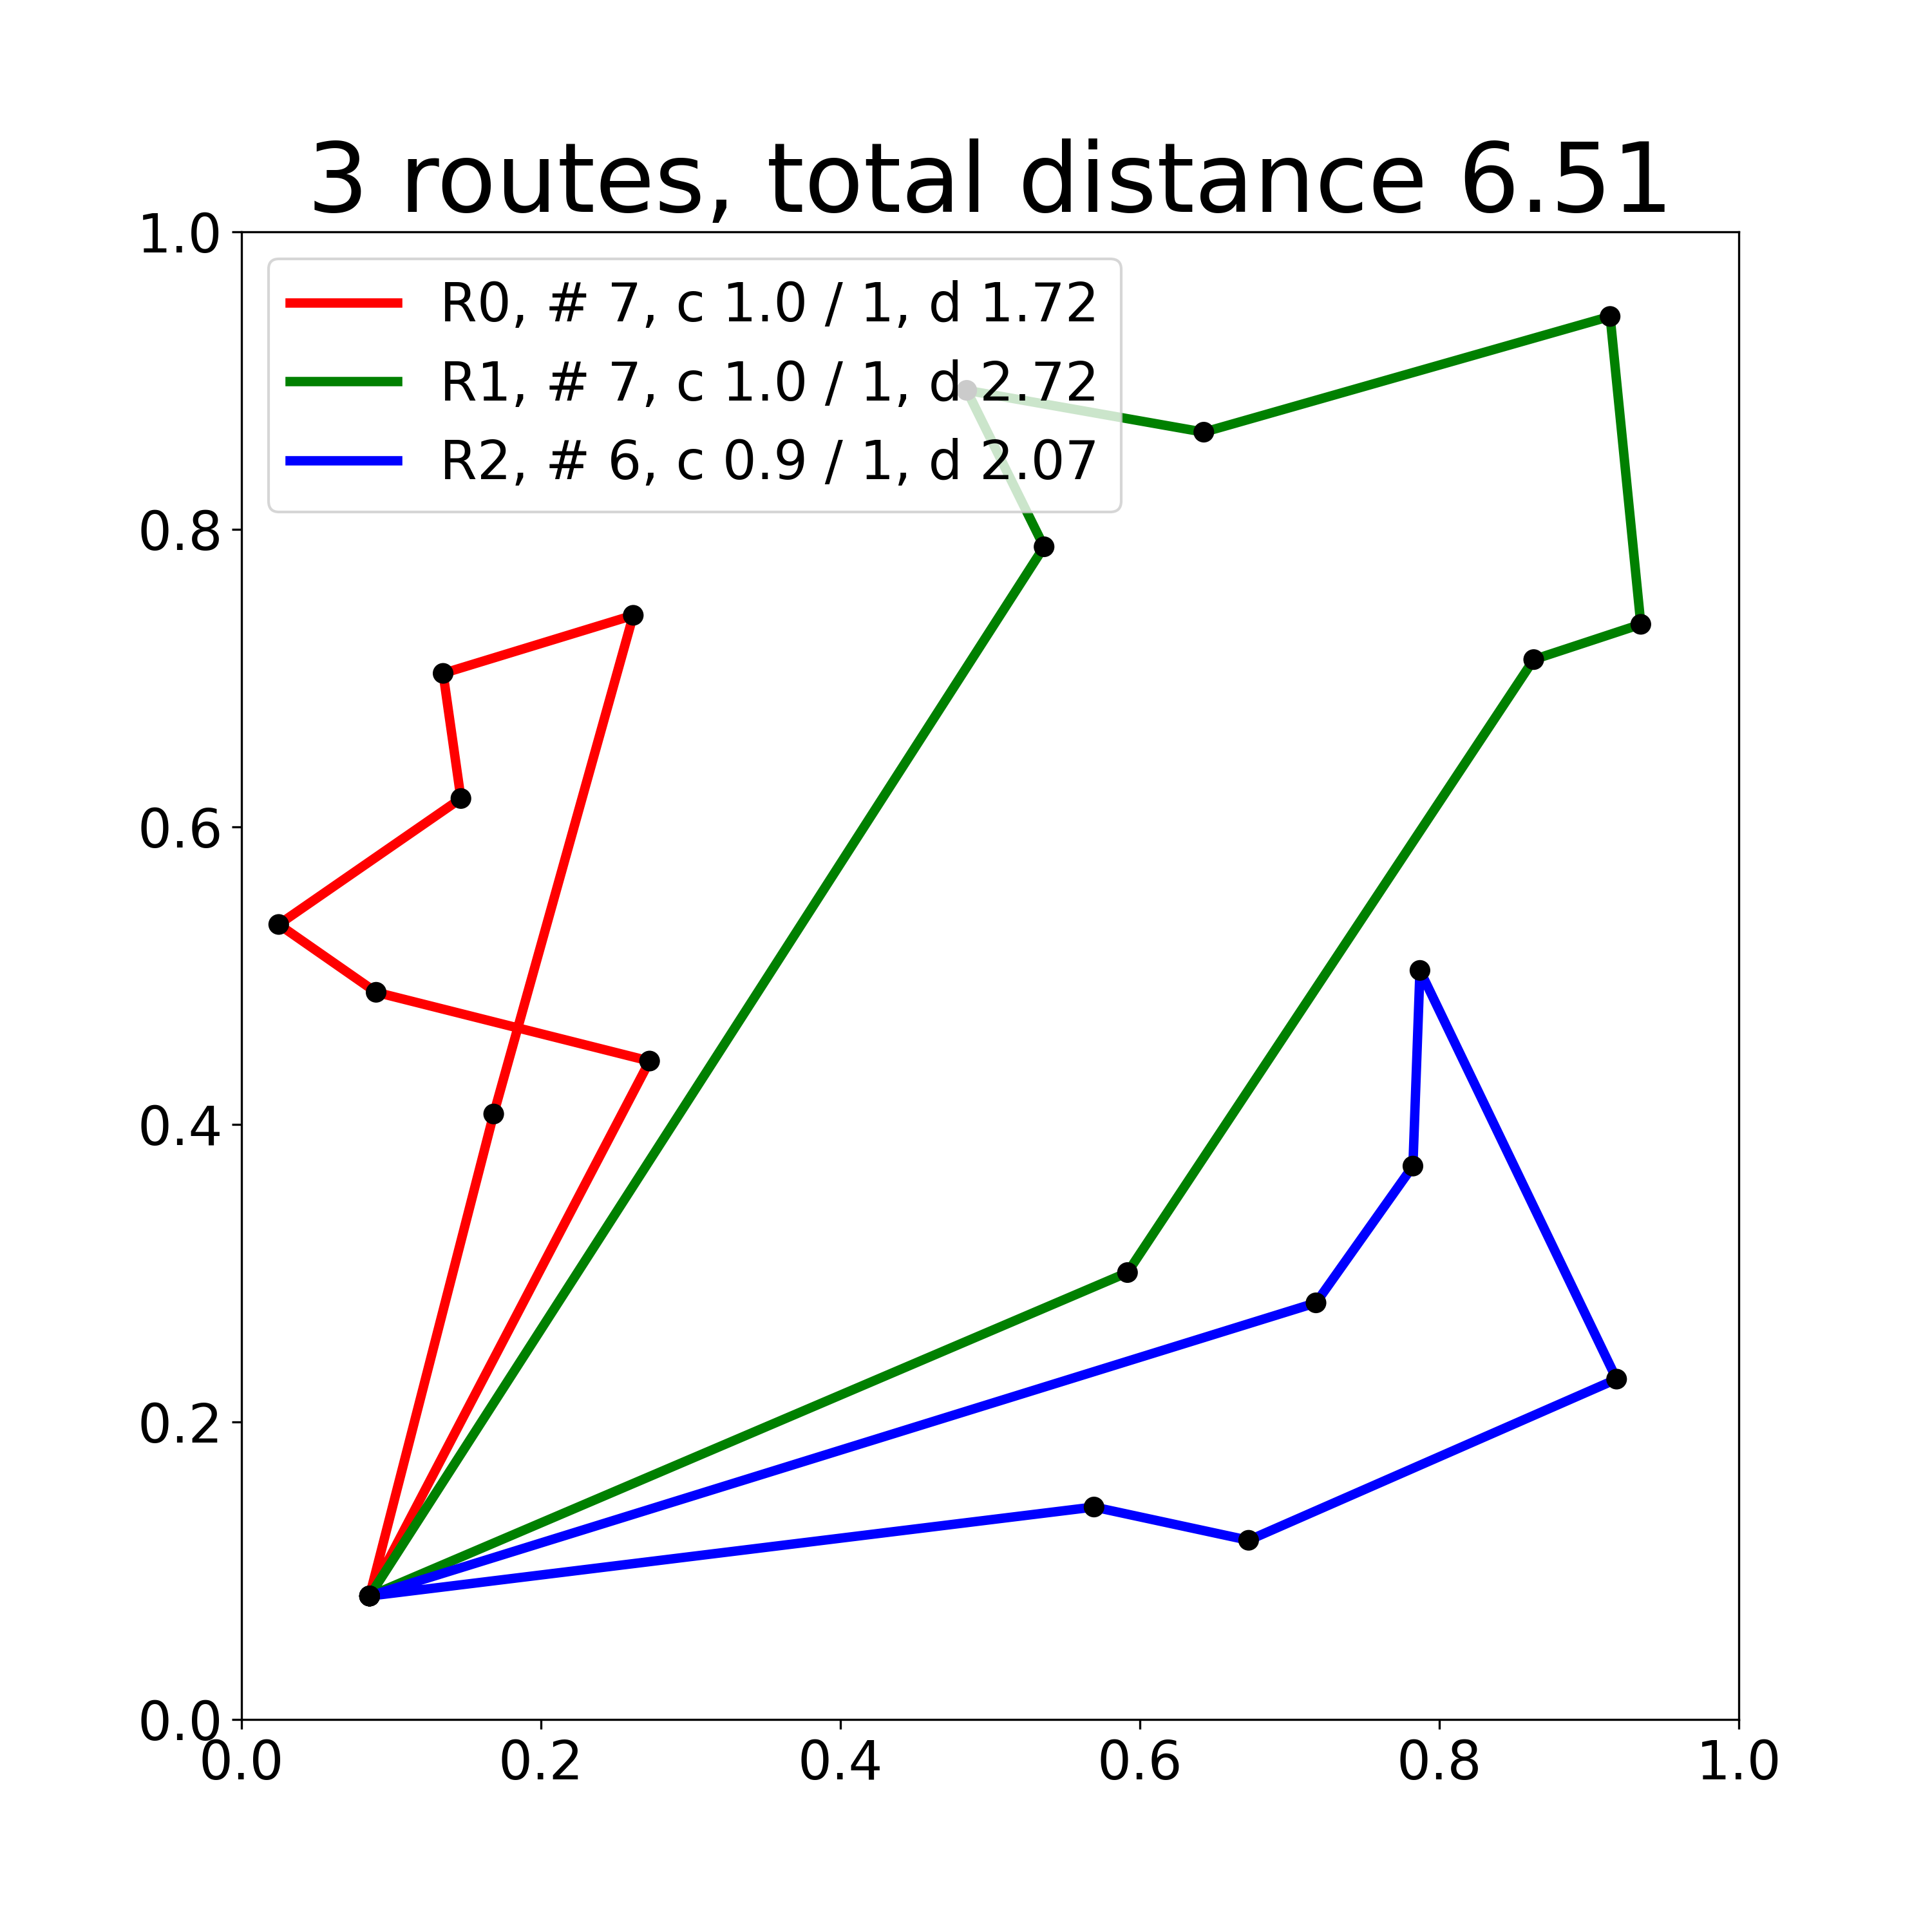 3 routes, total distance 6.51
R0, # 7, c 1.0 / 1, d 1.72
R1, # 7, c 1.0 / 1, d 2.72
R2, # 6, c 0.9 / 1, d 2.07
1.0
0.8
0.6
0.4
0.2
0.0
0.0 0.2 0.4 0.6 0.8 1.0